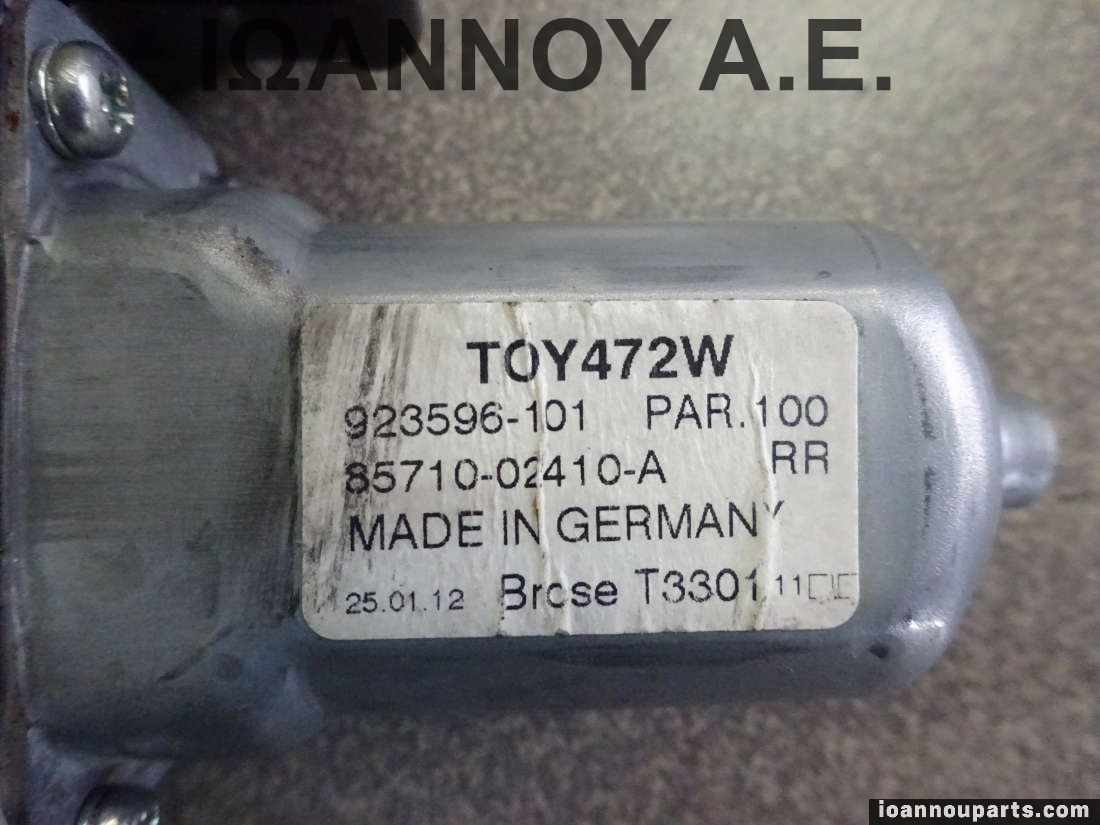 ΙΩΑΝΝΟΥ Α.Ε.
TOY472W
923596-101 PAR.100
85710-02410-A RR
MADE IN GERMANY
25.01.12 Brose T3301 11
ioannouparts.com